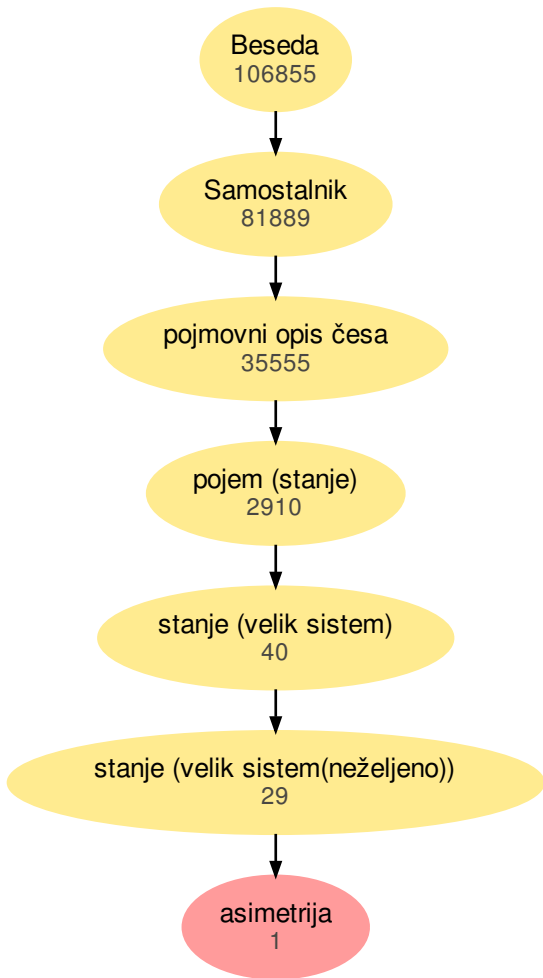 Beseda
106855
Samostalnik
81889
pojmovni opis česa
35555
pojem (stanje)
2910
stanje (velik sistem)
40
stanje (velik sistem(neželjeno))
29
asimetrija
1